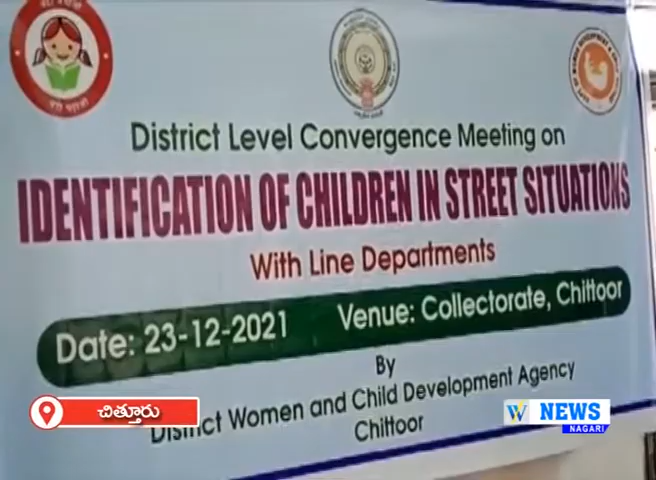 District Level Convergence Meeting on
IDENTIFICATION OF CHILDREN IN STREET SITUATIONS
With Line Departments
Date: 23-12-2021 Venue: Collectorate, Chittoor
By
District Women and Child Development Agency
Chittoor
చిత్తూరు
W NEWS
NAGARI